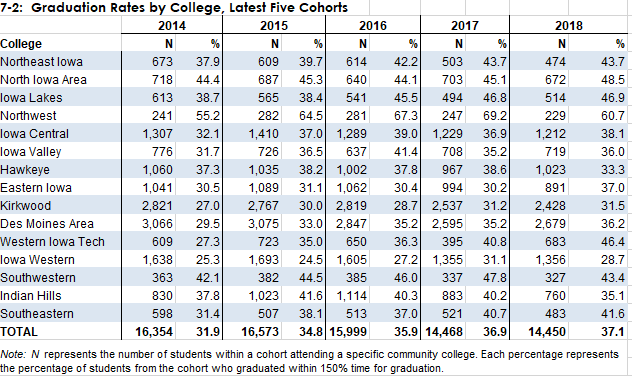 7-2: Graduation Rates by College, Latest Five Cohorts
2014 2015 2016 2017 2018
College N % N % N % N % N %
Northeast Iowa 673 37.9 609 39.7 614 42.2 503 43.7 474 43.7
North Iowa Area 718 44.4 687 45.3 640 44.1 703 45.1 672 48.5
Iowa Lakes 613 38.7 565 38.4 541 45.5 494 46.8 514 46.9
Northwest 241 55.2 282 64.5 281 67.3 247 69.2 229 60.7
Iowa Central 1,307 32.1 1,410 37.0 1,289 39.0 1,229 36.9 1,212 38.1
Iowa Valley 776 31.7 726 36.5 637 41.4 708 35.2 719 36.0
Hawkeye 1,060 37.3 1,035 38.2 1,002 37.8 967 38.6 1,023 33.3
Eastern Iowa 1,041 30.5 1,089 31.1 1,062 30.4 994 30.2 891 37.0
Kirkwood 2,821 27.0 2,767 30.0 2,819 28.7 2,537 31.2 2,428 31.5
Des Moines Area 3,066 29.5 3,075 33.0 2,847 35.2 2,595 35.2 2,679 36.2
Western Iowa Tech 609 27.3 723 35.0 650 36.3 395 40.8 683 46.4
Iowa Western 1,638 25.3 1,693 24.5 1,605 27.2 1,355 31.1 1,356 28.7
Southwestern 363 42.1 382 44.5 385 46.0 337 47.8 327 43.4
Indian Hills 830 37.8 1,023 41.6 1,114 40.3 883 40.2 760 35.1
Southeastern 598 31.4 507 38.1 513 37.0 521 40.7 483 41.6
TOTAL 16,354 31.9 16,573 34.8 15,999 35.9 14,468 36.9 14,450 37.1
Note: N represents the number of students within a cohort attending a specific community college. Each percentage represents
the percentage of students from the cohort who graduated within 150% time for graduation.